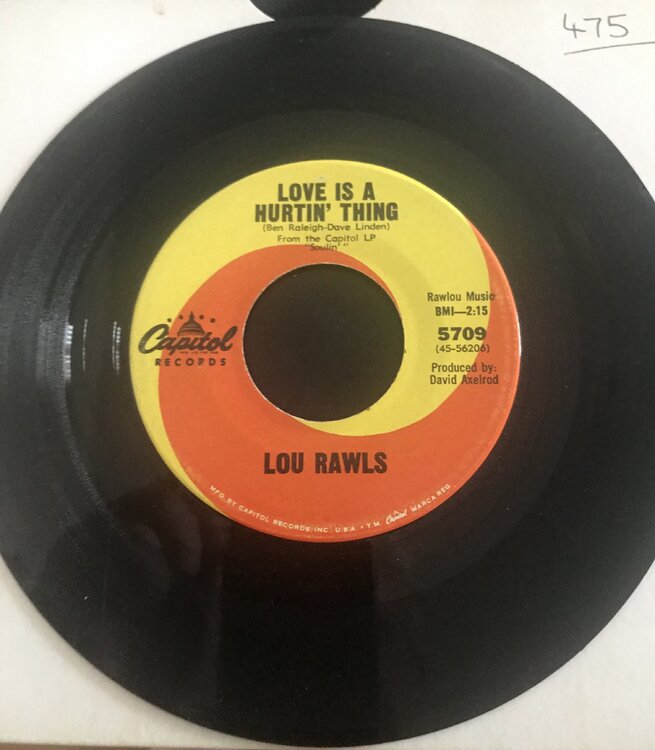 475
LOVE IS A
HURTIN' THING
(Ben Raleigh-Dave Linden)
From the Capitol LP
"Soulin'"
Rawlou Music
BMI—2:15
5709
(45-56206)
Produced by:
David Axelrod
Capitol
RECORDS
LOU RAWLS
MFD. BY CAPITOL RECORDS, INC., U.S.A. • T.M. Capitol MARCA REG.